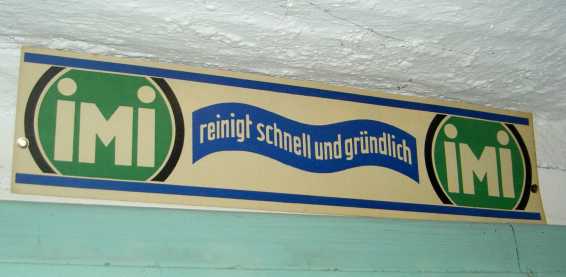 iMi
reinigt schnell und gründlich
iMi